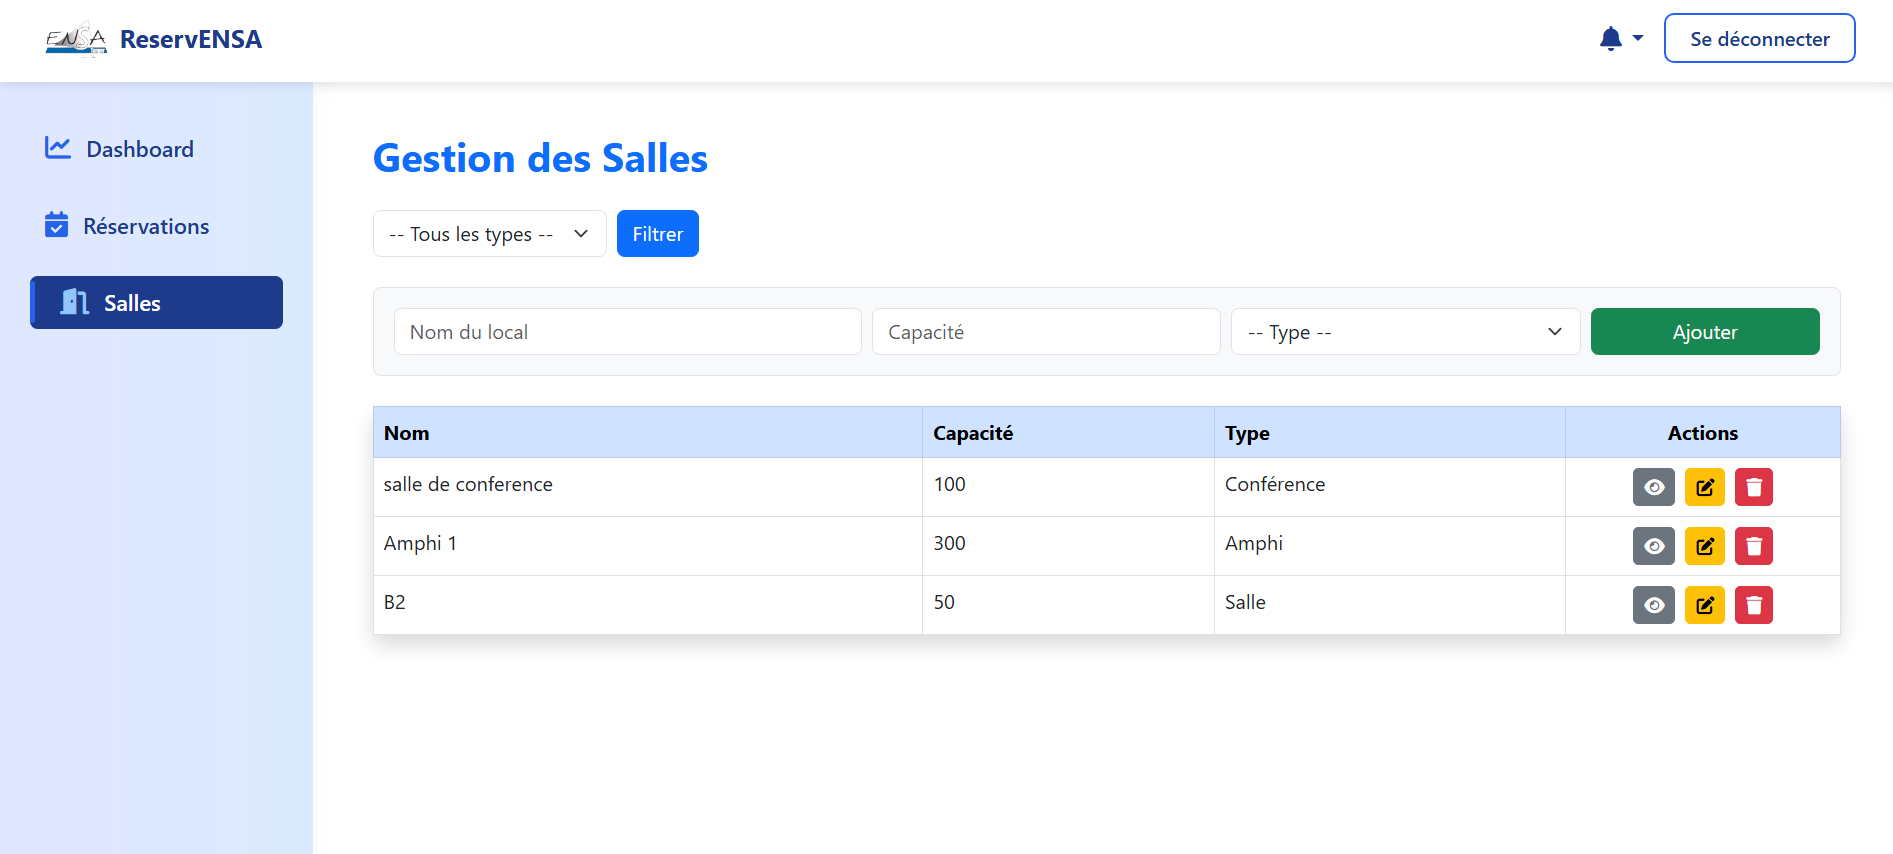 ENSA ReservENSA Se déconnecter
Dashboard
Réservations
Salles
Gestion des Salles
-- Tous les types -- Filtrer
Nom du local Capacité -- Type -- Ajouter
Nom Capacité Type Actions
salle de conference 100 Conférence
Amphi 1 300 Amphi
B2 50 Salle